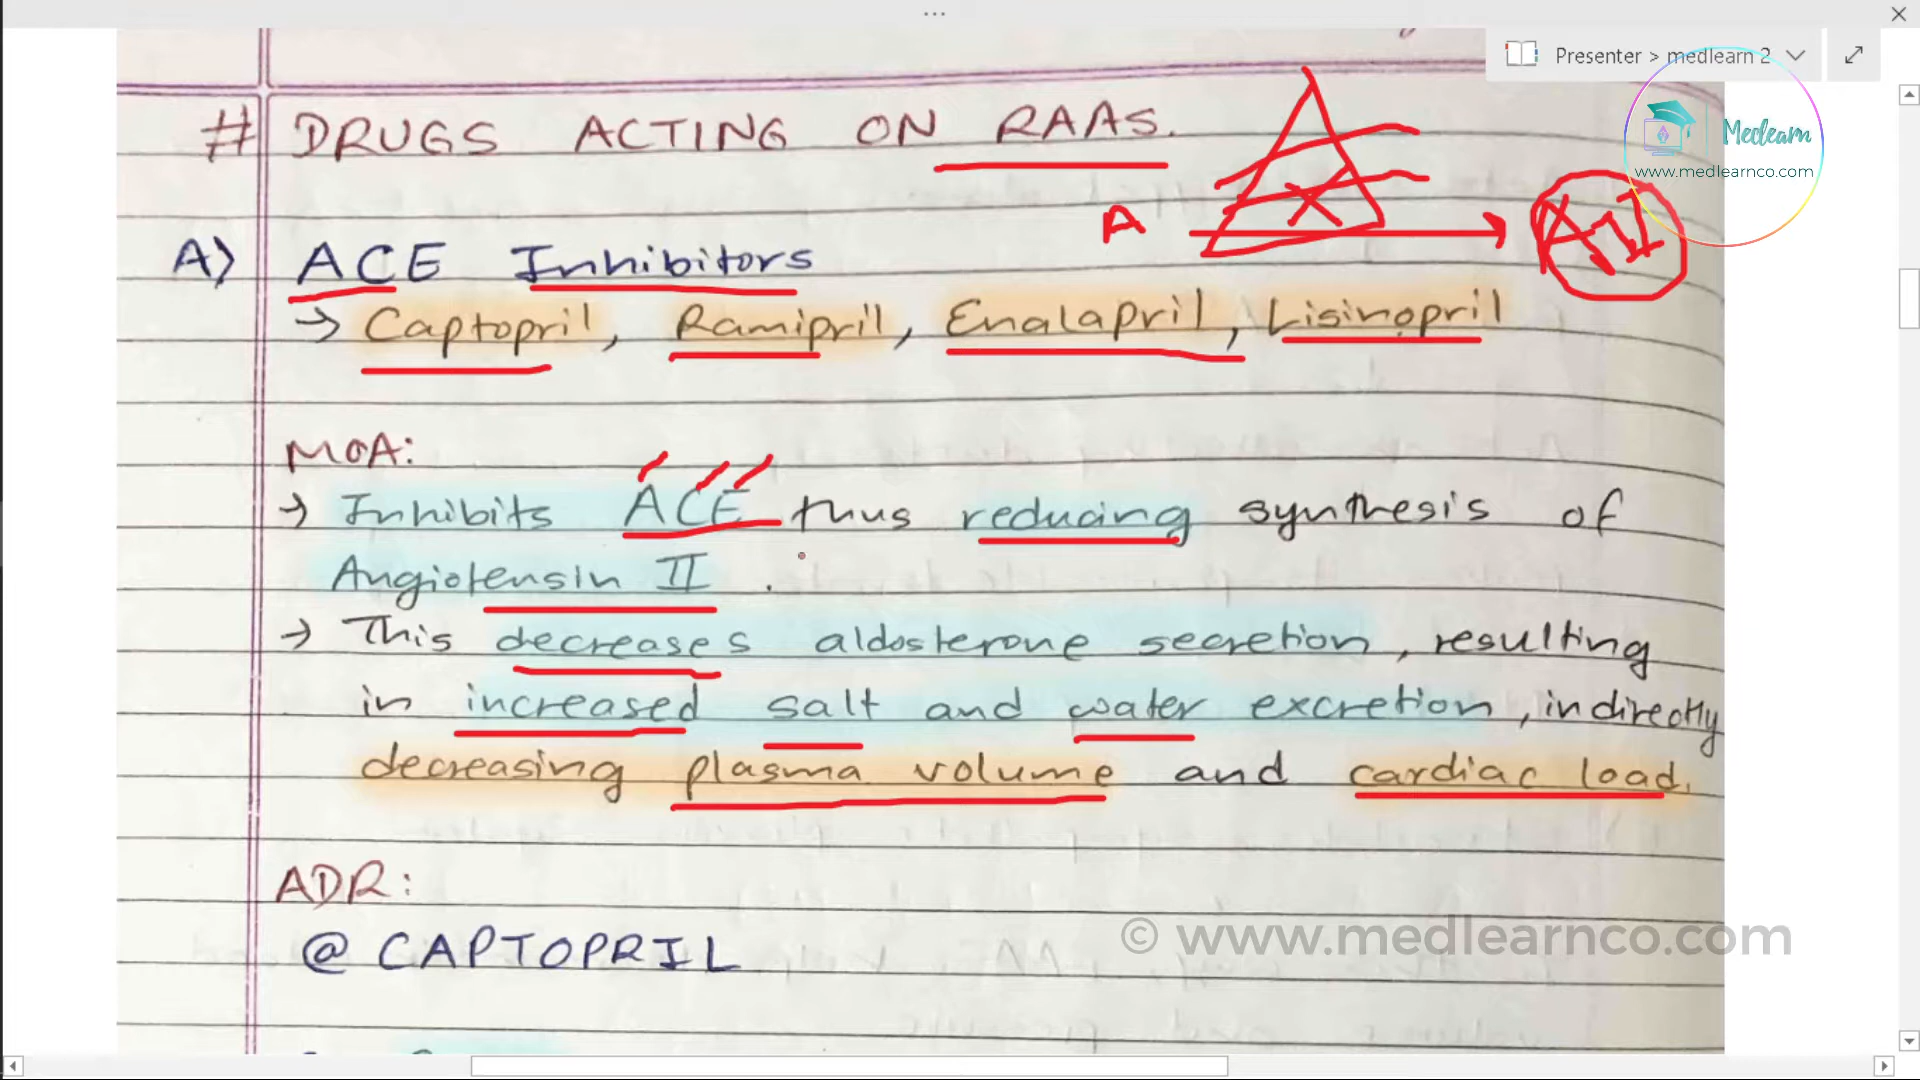 ...
Presenter > medlearn 2
Medlearn
www.medlearnco.com
# DRUGS ACTING ON RAAS.
A AII
A) ACE Inhibitors
→ Captopril, Ramipril, Enalapril, Lisinopril
MOA:
→ Inhibits ACE thus reducing synthesis of
Angiotensin II .
→ This decreases aldosterone secretion, resulting
in increased salt and water excretion, indirectly
decreasing plasma volume and cardiac load.
ADR:
@ CAPTOPRIL
© www.medlearnco.com